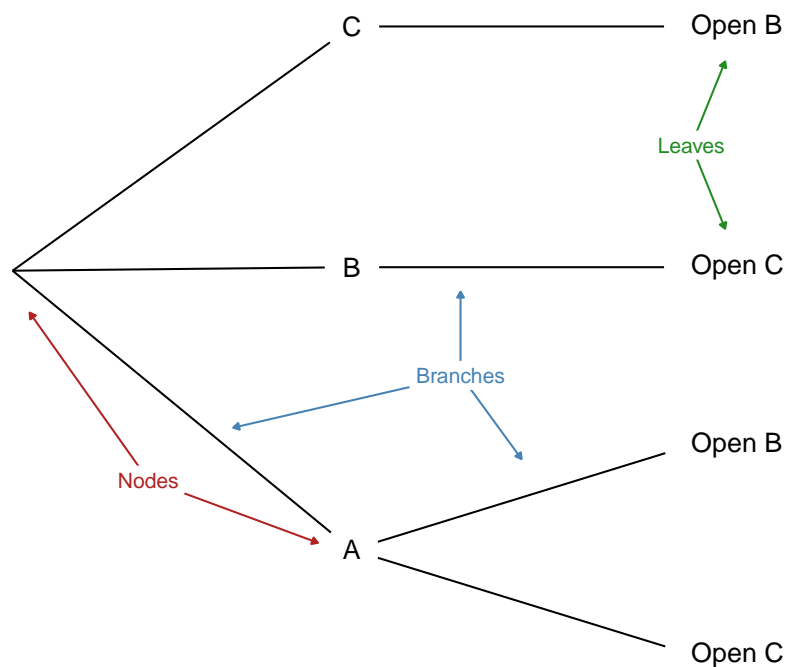 C
Open B
Leaves
B
Open C
Branches
Open B
Nodes
A
Open C